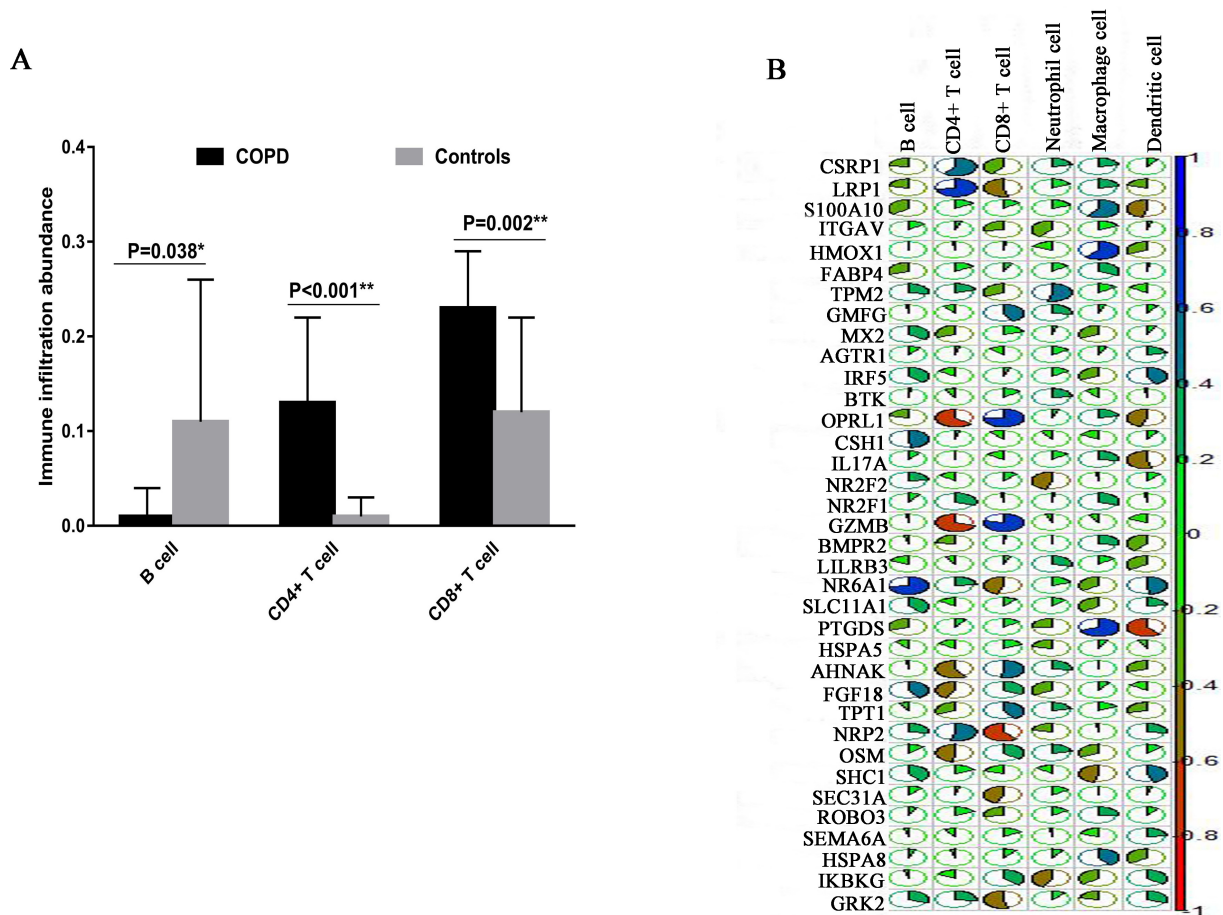 A
B
COPD
Controls
Immune infiltration abundance
0.4
0.3
0.2
0.1
0.0
P=0.038*
P<0.001**
P=0.002**
B cell
CD4+ T cell
CD8+ T cell
B cell
CD4+ T cell
CD8+ T cell
Neutrophil cell
Macrophage cell
Dendritic cell
CSRP1
LRP1
S100A10
ITGAV
HMOX1
FABP4
TPM2
GMFG
MX2
AGTR1
IRF5
BTK
OPRL1
CSH1
IL17A
NR2F2
NR2F1
GZMB
BMPR2
LILRB3
NR6A1
SLC11A1
PTGDS
HSPA5
AHNAK
FGF18
TPT1
NRP2
OSM
SHC1
SEC31A
ROBO3
SEMA6A
HSPA8
IKBKG
GRK2
1
0.8
0.6
0.4
0.2
0
-0.2
-0.4
-0.6
-0.8
-1